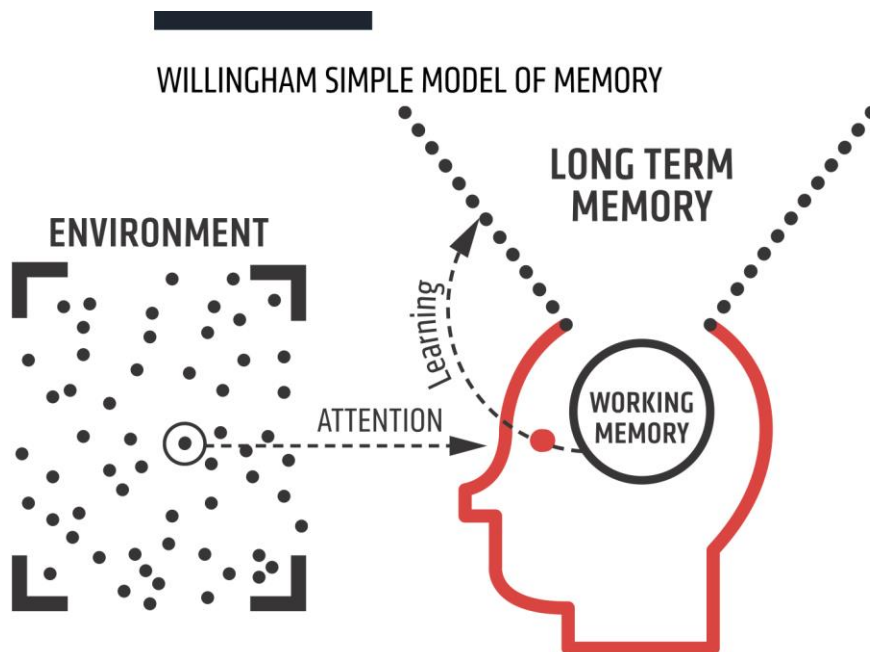 WILLINGHAM SIMPLE MODEL OF MEMORY
LONG TERM
MEMORY
ENVIRONMENT
Learning
ATTENTION
WORKING
MEMORY